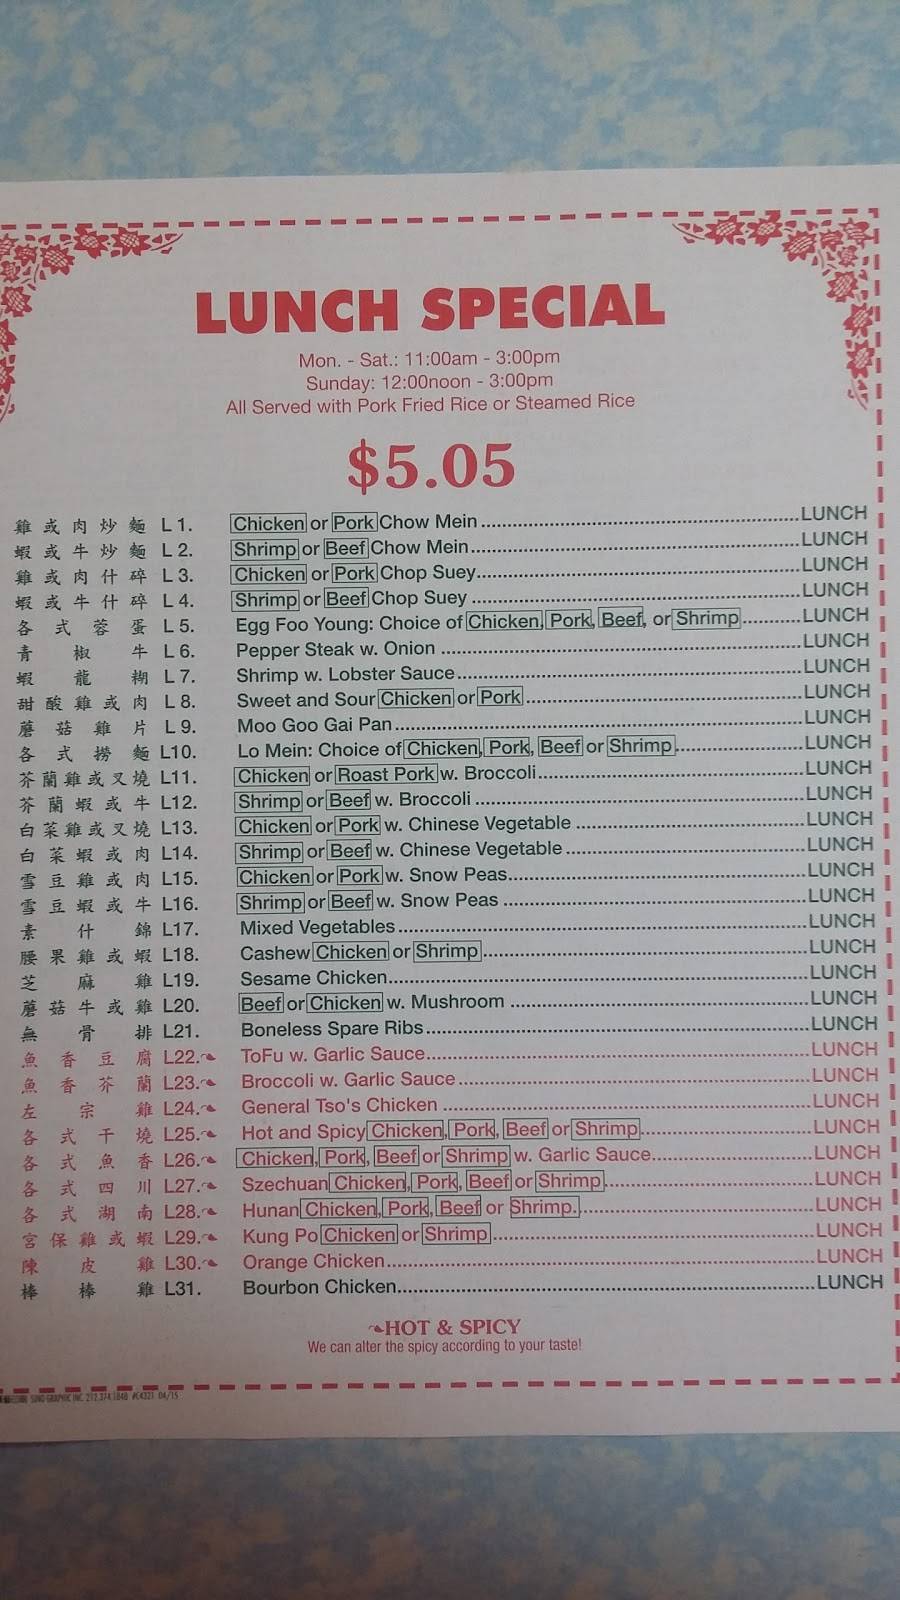 LUNCH SPECIAL
Mon. - Sat.: 11:00am - 3:00pm
Sunday: 12:00noon - 3:00pm
All Served with Pork Fried Rice or Steamed Rice
$5.05
雞或肉炒麵 L 1. Chicken or Pork Chow Mein LUNCH
蝦或牛炒麵 L 2. Shrimp or Beef Chow Mein LUNCH
雞或肉什碎 L 3. Chicken or Pork Chop Suey LUNCH
蝦或牛什碎 L 4. Shrimp or Beef Chop Suey LUNCH
各式蓉蛋 L 5. Egg Foo Young: Choice of Chicken, Pork, Beef, or Shrimp LUNCH
青椒牛 L 6. Pepper Steak w. Onion LUNCH
蝦龍糊 L 7. Shrimp w. Lobster Sauce LUNCH
甜酸雞或肉 L 8. Sweet and Sour Chicken or Pork LUNCH
蘑菇雞片 L 9. Moo Goo Gai Pan LUNCH
各式撈麵 L10. Lo Mein: Choice of Chicken, Pork, Beef or Shrimp LUNCH
芥蘭雞或叉燒 L11. Chicken or Roast Pork w. Broccoli LUNCH
芥蘭蝦或牛 L12. Shrimp or Beef w. Broccoli LUNCH
白菜雞或叉燒 L13. Chicken or Pork w. Chinese Vegetable LUNCH
白菜蝦或肉 L14. Shrimp or Beef w. Chinese Vegetable LUNCH
雪豆雞或肉 L15. Chicken or Pork w. Snow Peas LUNCH
雪豆蝦或牛 L16. Shrimp or Beef w. Snow Peas LUNCH
素什錦 L17. Mixed Vegetables LUNCH
腰果雞或蝦 L18. Cashew Chicken or Shrimp LUNCH
芝麻雞 L19. Sesame Chicken LUNCH
蘑菇牛或雞 L20. Beef or Chicken w. Mushroom LUNCH
無骨排 L21. Boneless Spare Ribs LUNCH
魚香豆腐 L22. ToFu w. Garlic Sauce LUNCH
魚香芥蘭 L23. Broccoli w. Garlic Sauce LUNCH
左宗雞 L24. General Tso's Chicken LUNCH
各式干燒 L25. Hot and Spicy Chicken, Pork, Beef or Shrimp LUNCH
各式魚香 L26. Chicken, Pork, Beef or Shrimp w. Garlic Sauce LUNCH
各式四川 L27. Szechuan Chicken, Pork, Beef or Shrimp LUNCH
各式湖南 L28. Hunan Chicken, Pork, Beef or Shrimp. LUNCH
宮保雞或蝦 L29. Kung Po Chicken or Shrimp LUNCH
陳皮雞 L30. Orange Chicken LUNCH
棒棒雞 L31. Bourbon Chicken LUNCH
HOT & SPICY
We can alter the spicy according to your taste!
SINO GRAPHIC INC. 212.374.1848 #C4321 04/15